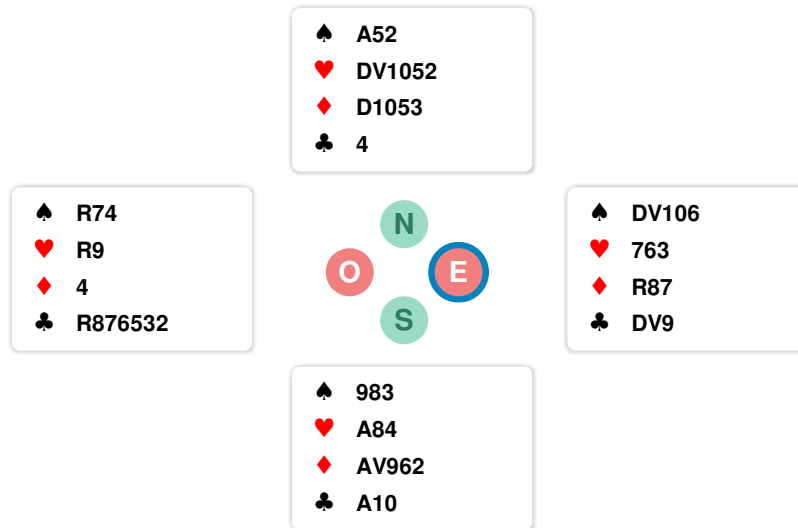 ♠ A52
♥ DV1052
♦ D1053
♣ 4
♠ R74
♥ R9
♦ 4
♣ R876532
N
O E
S
♠ DV106
♥ 763
♦ R87
♣ DV9
♠ 983
♥ A84
♦ AV962
♣ A10